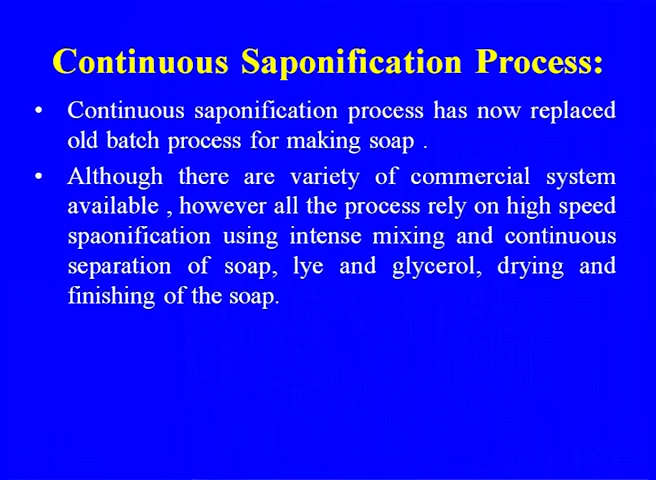 Continuous Saponification Process:
• Continuous saponification process has now replaced
old batch process for making soap .
• Although there are variety of commercial system
available , however all the process rely on high speed
spaonification using intense mixing and continuous
separation of soap, lye and glycerol, drying and
finishing of the soap.